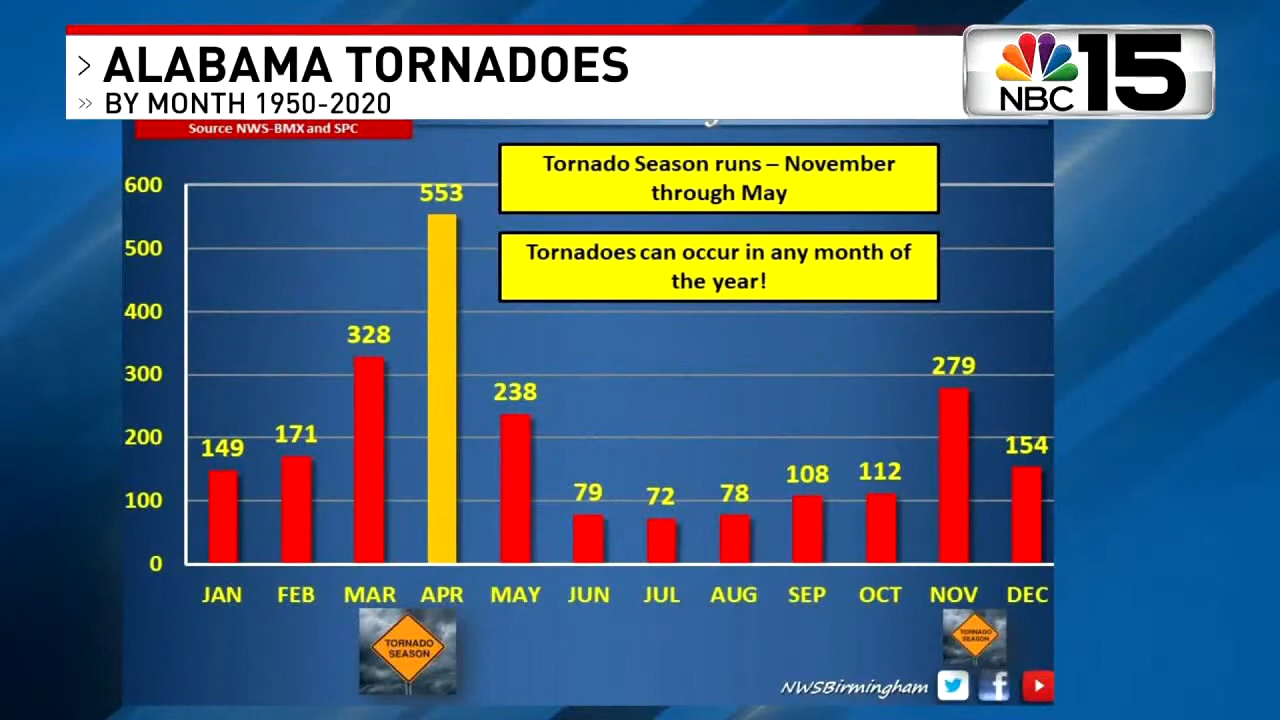 ALABAMA TORNADOES
BY MONTH 1950-2020
NBC 15
Source NWS-BMX and SPC
Tornado Season runs – November
through May
Tornadoes can occur in any month of
the year!
600
500
400
300
200
100
0
149
171
328
553
238
79
72
78
108
112
279
154
JAN FEB MAR APR MAY JUN JUL AUG SEP OCT NOV DEC
TORNADO
SEASON
TORNADO
SEASON
NWSBirmingham